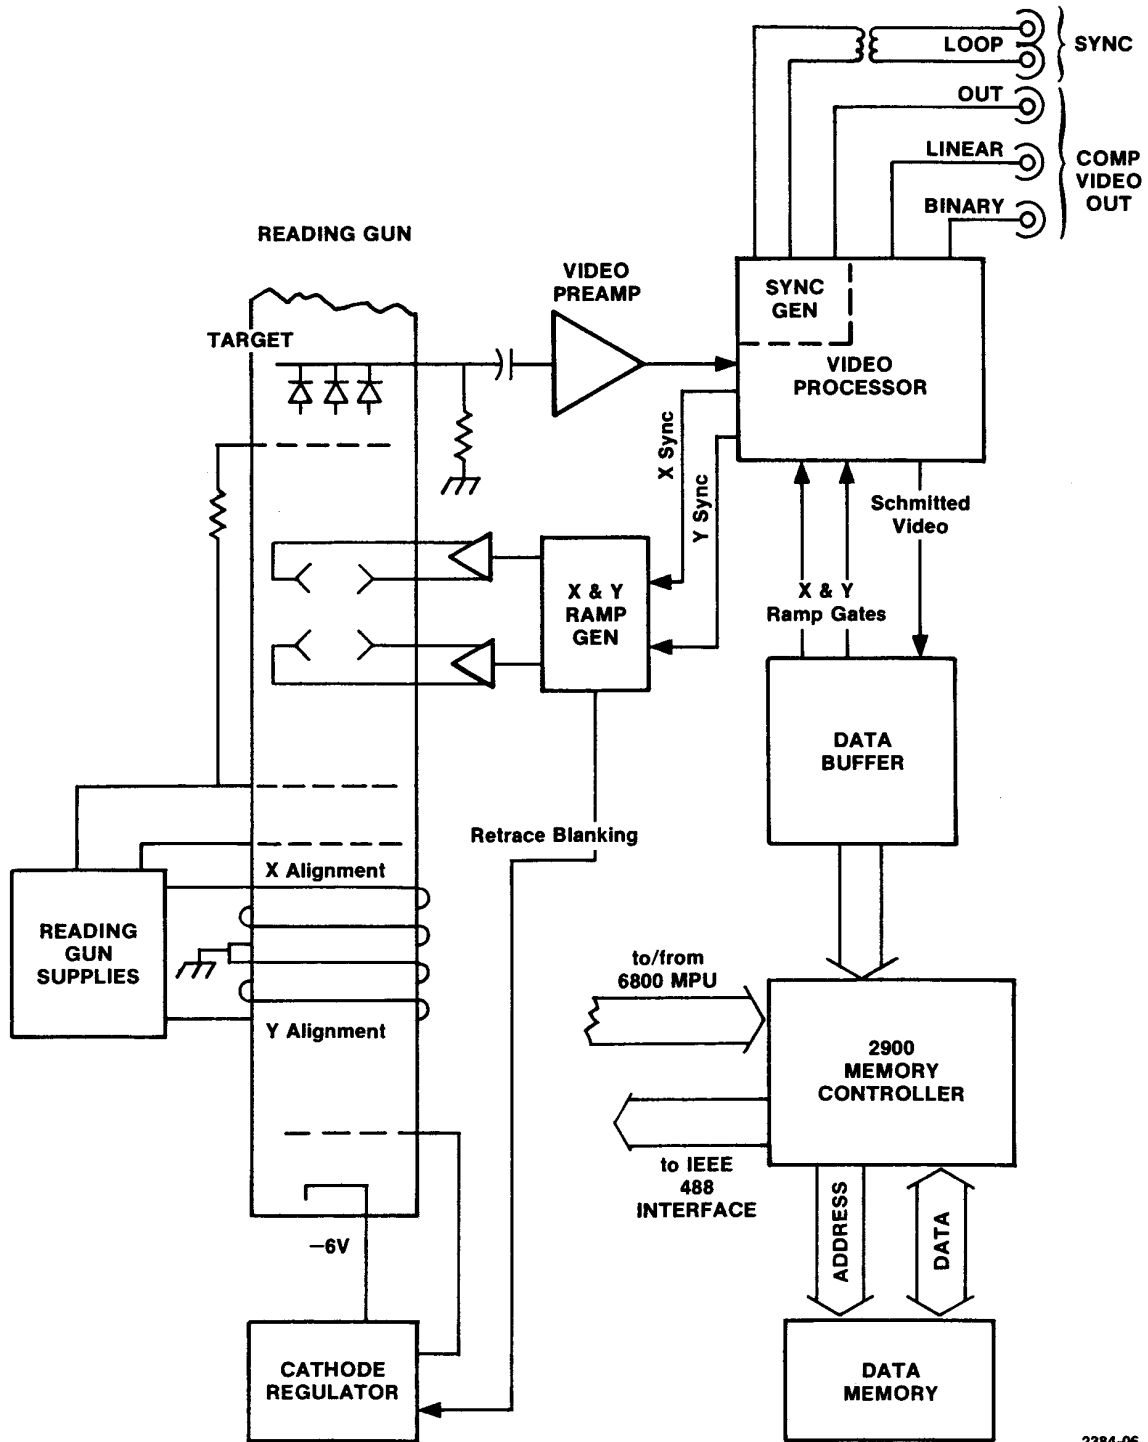 LOOP
SYNC
OUT
LINEAR
BINARY
COMP
VIDEO
OUT
READING GUN
VIDEO
PREAMP
SYNC
GEN
TARGET
VIDEO
PROCESSOR
X Sync
Y Sync
Schmitted
Video
X & Y
RAMP
GEN
X & Y
Ramp Gates
DATA
BUFFER
Retrace Blanking
X Alignment
READING
GUN
SUPPLIES
to/from
6800 MPU
Y Alignment
2900
MEMORY
CONTROLLER
to IEEE
488
INTERFACE
ADDRESS
DATA
−6V
CATHODE
REGULATOR
DATA
MEMORY
2384-06